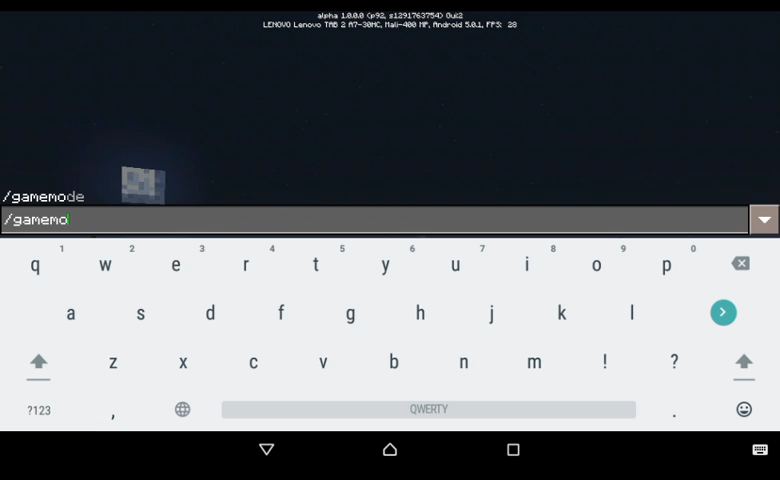 alpha 1.0.0.0 (p92, s1291763754) Gui2
LENOVO Lenovo TAB 2 A7-30HC, Mali-400 MP, Android 5.0.1, FPS: 28
/gamemode
/gamemo
1 2 3 4 5 6 7 8 9 0
q w e r t y u i o p
a s d f g h j k l
z x c v b n m ! ?
?123 , QWERTY .